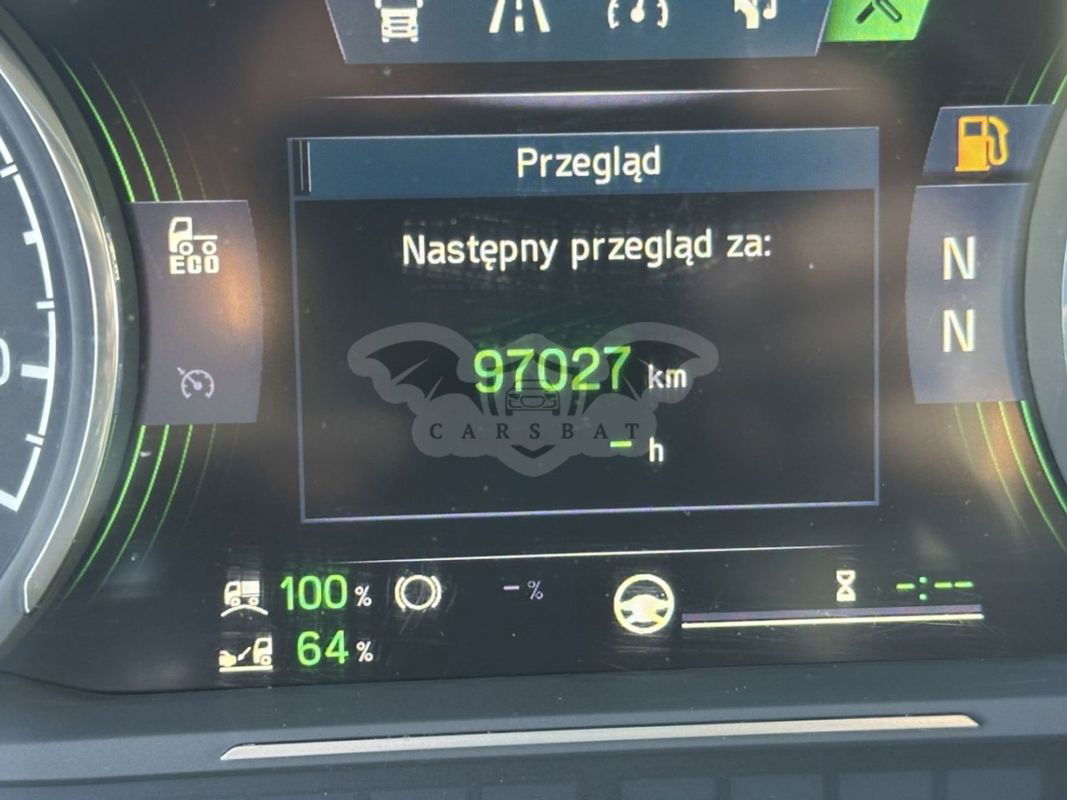 Przegląd
ECO
Następny przegląd za:
N
N
97027 km
CARSBAT
- h
100 %
- %
-:--
64 %